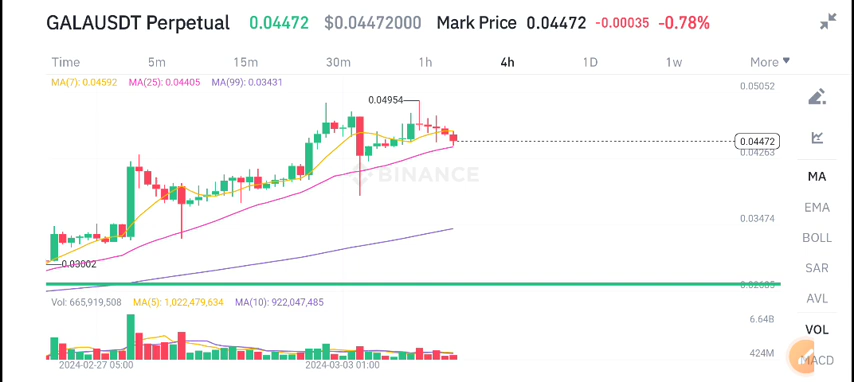 GALAUSDT Perpetual 0.04472 $0.04472000 Mark Price 0.04472 -0.00035 -0.78%
Time 5m 15m 30m 1h 4h 1D 1w More
MA(7): 0.04592 MA(25): 0.04405 MA(99): 0.03431
0.05052
0.04954
0.04472
0.04263
MA
BINANCE
EMA
0.03474
BOLL
0.03002
SAR
Vol: 665,919,508 MA(5): 1,022,479,634 MA(10): 922,047,485
AVL
6.64B
VOL
424M
MACD
2024-02-27 05:00 2024-03-03 01:00